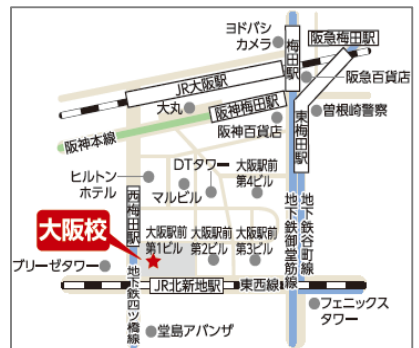 ヨドバシ
カメラ
梅田駅
阪急梅田駅
JR大阪駅
阪急百貨店
大丸
阪神梅田駅
曽根崎警察
阪神本線
阪神百貨店
東梅田駅
DTタワー
大阪駅前
第4ビル
ヒルトン
ホテル
マルビル
西梅田駅
大阪校
大阪駅前
第1ビル
大阪駅前
第2ビル
大阪駅前
第3ビル
地下鉄御堂筋線
地下鉄谷町線
ブリーゼタワー
地下鉄四ツ橋線
JR北新地駅
東西線
フェニックス
タワー
堂島アバンザ